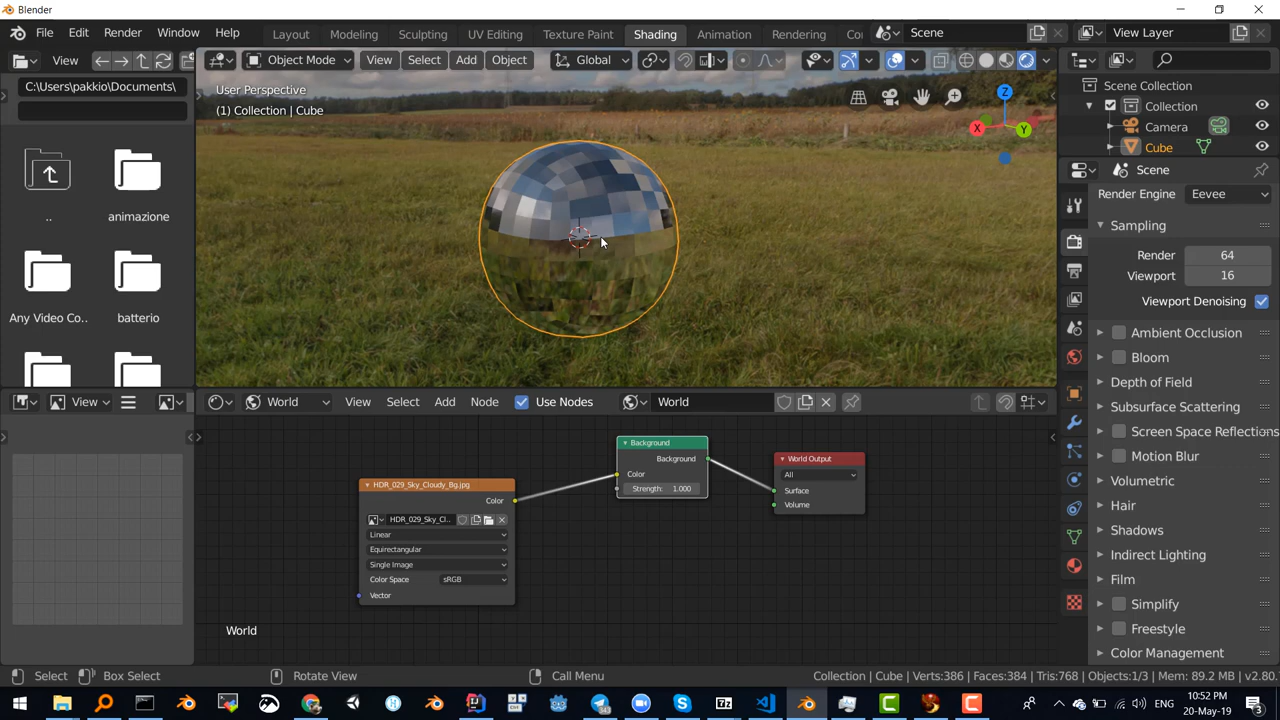 Blender
File Edit Render Window Help
Layout Modeling Sculpting UV Editing Texture Paint Shading Animation Rendering Co
Scene
View Layer
View
Object Mode
View Select Add Object
Global
C:\Users\pakkio\Documents\
..
animazione
Any Video Co..
batterio
User Perspective
(1) Collection | Cube
Z
X
Y
Scene Collection
Collection
Camera
Cube
Scene
Render Engine Eevee
Sampling
Render 64
Viewport 16
Viewport Denoising
Ambient Occlusion
Bloom
Depth of Field
Subsurface Scattering
Screen Space Reflections
Motion Blur
Volumetric
Hair
Shadows
Indirect Lighting
Film
Simplify
Freestyle
Color Management
View
World
View Select Add Node
Use Nodes
World
HDR_029_Sky_Cloudy_Bg.jpg
Color
HDR_029_Sky_Cl..
Linear
Equirectangular
Single Image
Color Space sRGB
Vector
Background
Background
Color
Strength: 1.000
World Output
All
Surface
Volume
World
Select
Box Select
Rotate View
Call Menu
Collection: Cube | Verts:386 | Faces:384 | Tris:768 | Objects:1/3 | Mem: 89.2 MB | v2.80.
ENG
10:52 PM
20-May-19